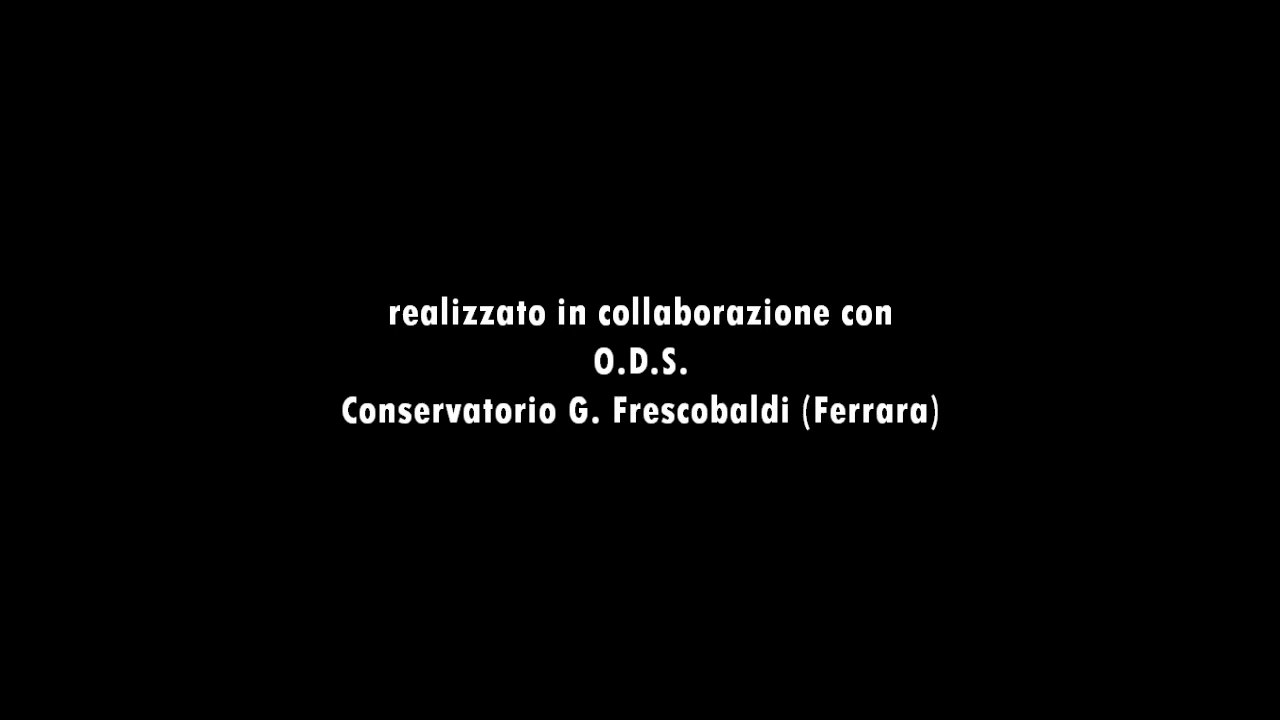 realizzato in collaborazione con
O.D.S.
Conservatorio G. Frescobaldi (Ferrara)